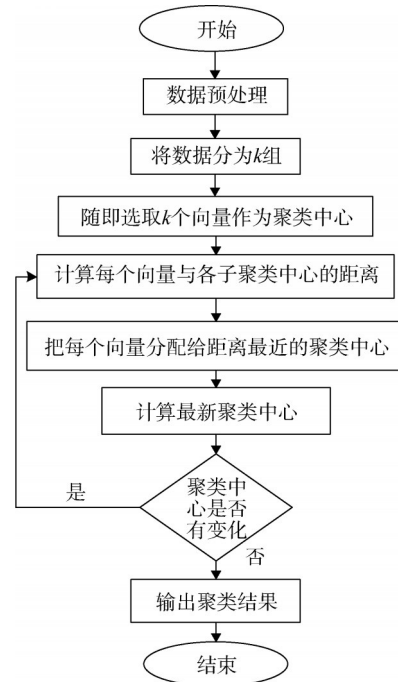 开始
数据预处理
将数据分为k组
随即选取k个向量作为聚类中心
计算每个向量与各子聚类中心的距离
把每个向量分配给距离最近的聚类中心
计算最新聚类中心
聚类中
心是否
有变化
是
否
输出聚类结果
结束